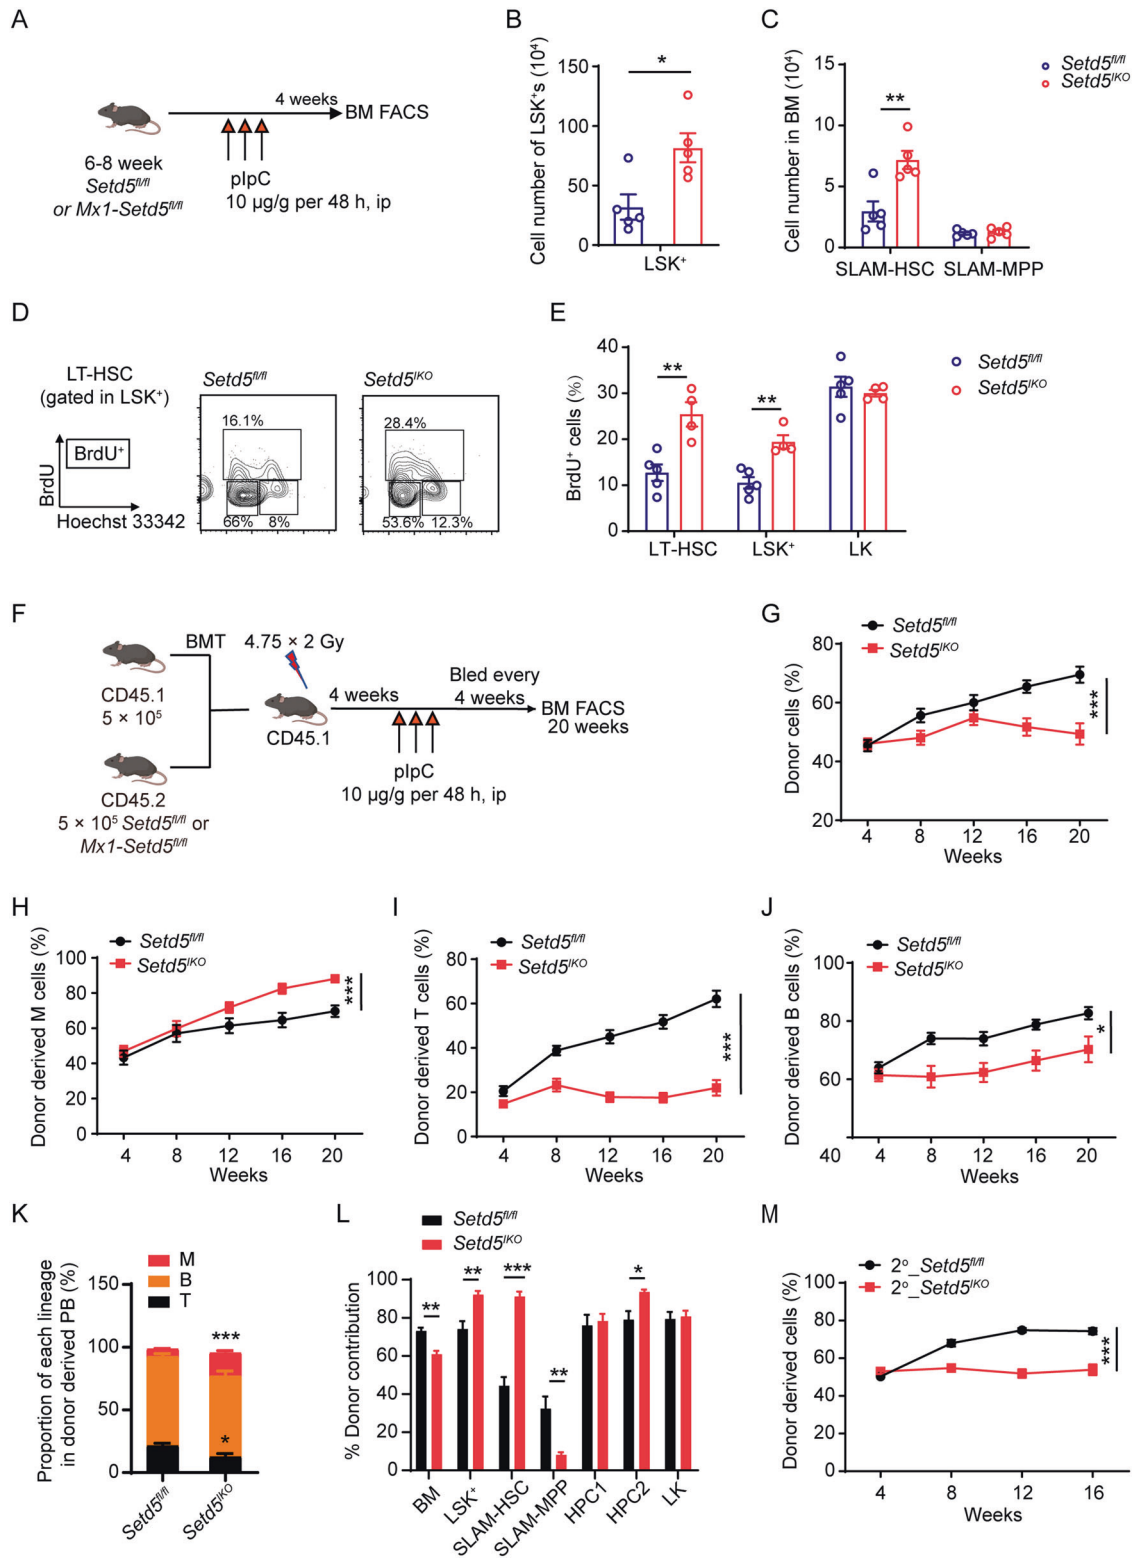 A
4 weeks
BM FACS
6-8 week
Setd5fl/fl
or Mx1-Setd5fl/fl
pIpC
10 µg/g per 48 h, ip
B
Cell number of LSK⁺s (10⁴)
150
100
50
0
*
LSK⁺
C
Cell number in BM (10⁴)
15
10
5
0
**
SLAM-HSC
SLAM-MPP
Setd5fl/fl
Setd5IKO
D
LT-HSC
(gated in LSK⁺)
BrdU⁺
BrdU
Hoechst 33342
Setd5fl/fl
16.1%
66%
8%
Setd5IKO
28.4%
53.6%
12.3%
E
BrdU⁺ cells (%)
40
30
20
10
0
**
**
LT-HSC
LSK⁺
LK
Setd5fl/fl
Setd5IKO
F
BMT
4.75 × 2 Gy
CD45.1
5 × 10⁵
CD45.2
5 × 10⁵ Setd5fl/fl or
Mx1-Setd5fl/fl
CD45.1
4 weeks
Bled every
4 weeks
BM FACS
20 weeks
pIpC
10 µg/g per 48 h, ip
G
Setd5fl/fl
Setd5IKO
Donor cells (%)
80
60
40
20
4
8
12
16
20
Weeks
***
H
Setd5fl/fl
Setd5IKO
Donor derived M cells (%)
100
80
60
40
20
0
4
8
12
16
20
Weeks
***
I
Setd5fl/fl
Setd5IKO
Donor derived T cells (%)
80
60
40
20
0
4
8
12
16
20
Weeks
***
J
Setd5fl/fl
Setd5IKO
Donor derived B cells (%)
100
80
60
40
4
8
12
16
20
Weeks
*
K
M
B
T
Proportion of each lineage
in donor derived PB (%)
150
100
50
0
***
*
Setd5fl/fl
Setd5IKO
L
Setd5fl/fl
Setd5IKO
% Donor contribution
100
80
60
40
20
0
**
**
***
**
*
BM
LSK⁺
SLAM-HSC
SLAM-MPP
HPC1
HPC2
LK
M
2°_Setd5fl/fl
2°_Setd5IKO
Donor derived cells (%)
100
80
60
40
20
0
4
8
12
16
Weeks
***